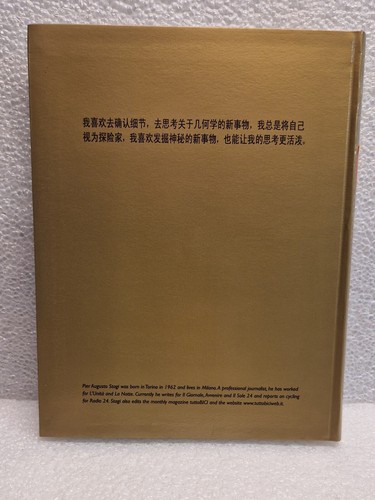 我喜欢去确认细节，去思考关于几何学的新事物，我总是将自己
视为探险家，我喜欢发掘神秘的新事物，也能让我的思考更活泼。
Pier Augusto Stagi was born in Torino in 1962 and lives in Milano. A professional journalist, he has worked
for L'Unità and La Notte. Currently he writes for Il Giornale, Avvenire and Il Sole 24 and reports on cycling
for Radio 24. Stagi also edits the monthly magazine tuttoBICI and the website www.tuttobiciweb.it.